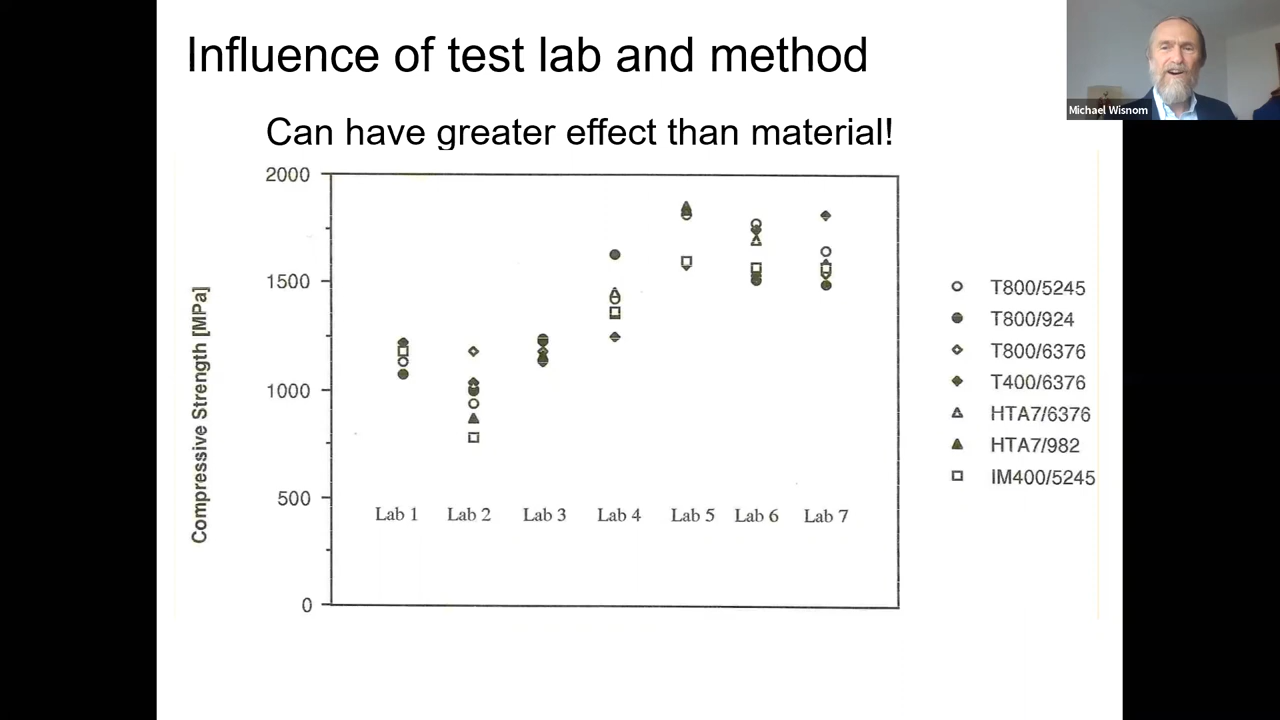 Influence of test lab and method
Michael Wisnom
Can have greater effect than material!
2000
1500
1000
500
0
Compressive Strength [MPa]
Lab 1 Lab 2 Lab 3 Lab 4 Lab 5 Lab 6 Lab 7
T800/5245
T800/924
T800/6376
T400/6376
HTA7/6376
HTA7/982
IM400/5245